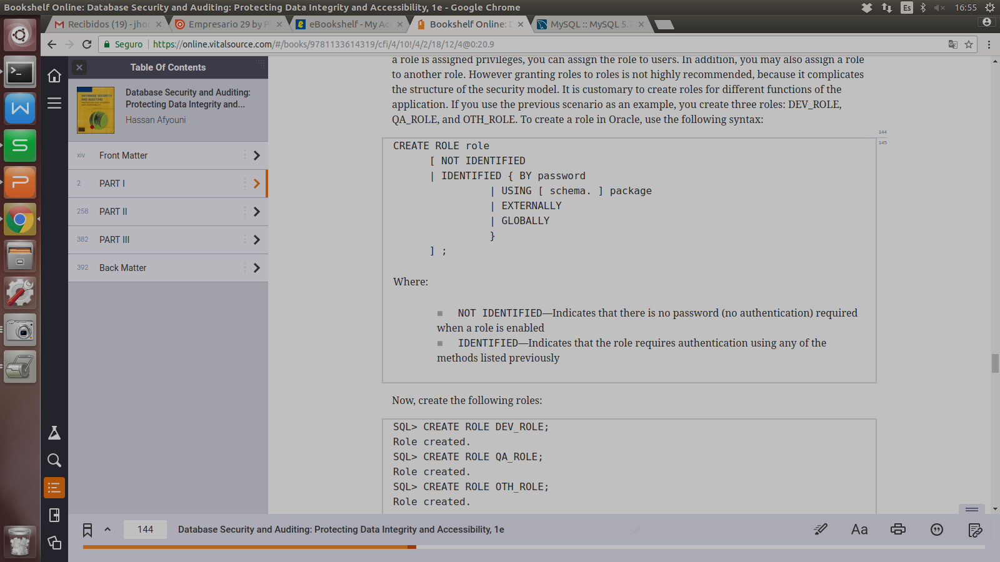 Bookshelf Online: Database Security and Auditing: Protecting Data Integrity and Accessibility, 1e - Google Chrome
Es
16:55
Recibidos (19) - jho
Empresario 29 by P
eBookshelf - My Ac
Bookshelf Online: D
MySQL :: MySQL 5.7
Seguro
https://online.vitalsource.com/#/books/9781133614319/cfi/4/10!/4/2/18/12/4@0:20.9
Table Of Contents
Database Security and Auditing:
Protecting Data Integrity and...
Hassan Afyouni
xiv Front Matter
2 PART I
258 PART II
382 PART III
392 Back Matter
a role is assigned privileges, you can assign the role to users. In addition, you may also assign a role
to another role. However granting roles to roles is not highly recommended, because it complicates
the structure of the security model. It is customary to create roles for different functions of the
application. If you use the previous scenario as an example, you create three roles: DEV_ROLE,
QA_ROLE, and OTH_ROLE. To create a role in Oracle, use the following syntax:
144
145
CREATE ROLE role
[ NOT IDENTIFIED
| IDENTIFIED { BY password
| USING [ schema. ] package
| EXTERNALLY
| GLOBALLY
}
] ;
Where:
■ NOT IDENTIFIED—Indicates that there is no password (no authentication) required
when a role is enabled
■ IDENTIFIED—Indicates that the role requires authentication using any of the
methods listed previously
Now, create the following roles:
SQL> CREATE ROLE DEV_ROLE;
Role created.
SQL> CREATE ROLE QA_ROLE;
Role created.
SQL> CREATE ROLE OTH_ROLE;
Role created.
144
Database Security and Auditing: Protecting Data Integrity and Accessibility, 1e
Aa